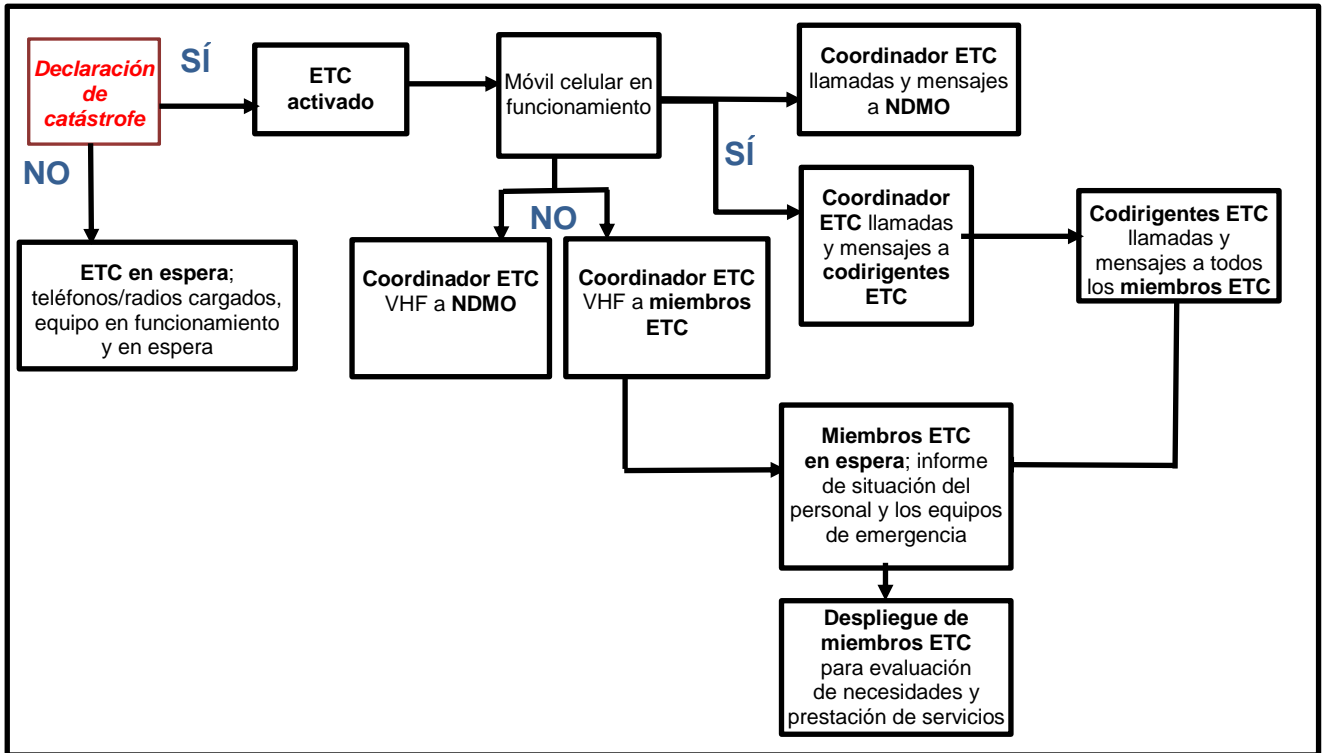 Declaración
de
catástrofe
SÍ
ETC
activado
Móvil celular en
funcionamiento
Coordinador ETC
llamadas y mensajes
a NDMO
NO
SÍ
NO
Coordinador
ETC llamadas
y mensajes a
codirigentes
ETC
Codirigentes ETC
llamadas y
mensajes a todos
los miembros ETC
ETC en espera;
teléfonos/radios cargados,
equipo en funcionamiento
y en espera
Coordinador ETC
VHF a NDMO
Coordinador ETC
VHF a miembros
ETC
Miembros ETC
en espera; informe
de situación del
personal y los equipos
de emergencia
Despliegue de
miembros ETC
para evaluación
de necesidades y
prestación de servicios